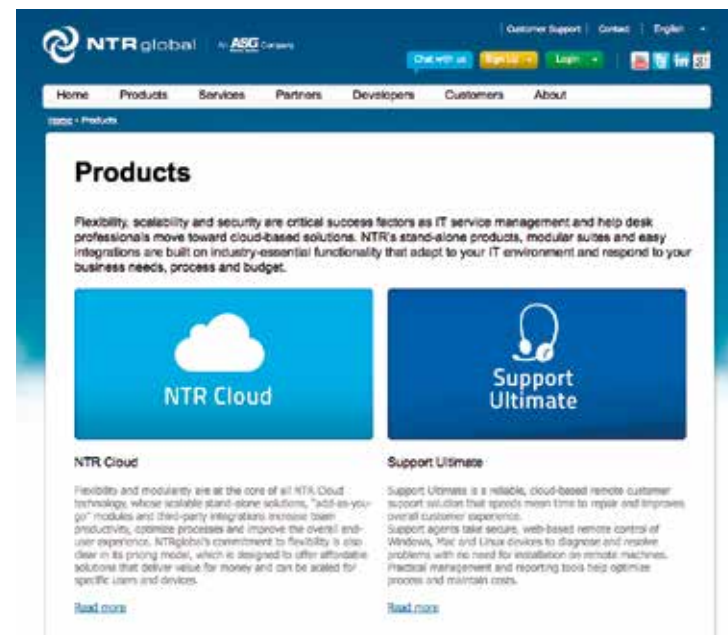 NTRglobal An ASG Company
Customer Support | Contact | English
Chat with us Sign Up Login
Home Products Services Partners Developers Customers About
Home > Products
Products
Flexibility, scalability and security are critical success factors as IT service management and help desk
professionals move toward cloud-based solutions. NTR's stand-alone products, modular suites and easy
integrations are built on industry-essential functionality that adapt to your IT environment and respond to your
business needs, process and budget.
NTR Cloud
Support
Ultimate
NTR Cloud
Flexibility and modularity are at the core of all NTR Cloud
technology, whose scalable stand-alone solutions, "add-as-you-
go" modules and third-party integrations increase team
productivity, optimize processes and improve the overall end-
user experience. NTRglobal's commitment to flexibility is also
clear in its pricing model, which is designed to offer affordable
solutions that deliver value for money and can be scaled for
specific users and devices.
Read more
Support Ultimate
Support Ultimate is a reliable, cloud-based remote customer
support solution that speeds mean time to repair and improves
overall customer experience.
Support agents take secure, web-based remote control of
Windows, Mac and Linux devices to diagnose and resolve
problems with no need for installation on remote machines.
Practical management and reporting tools help optimize
process and maintain costs.
Read more